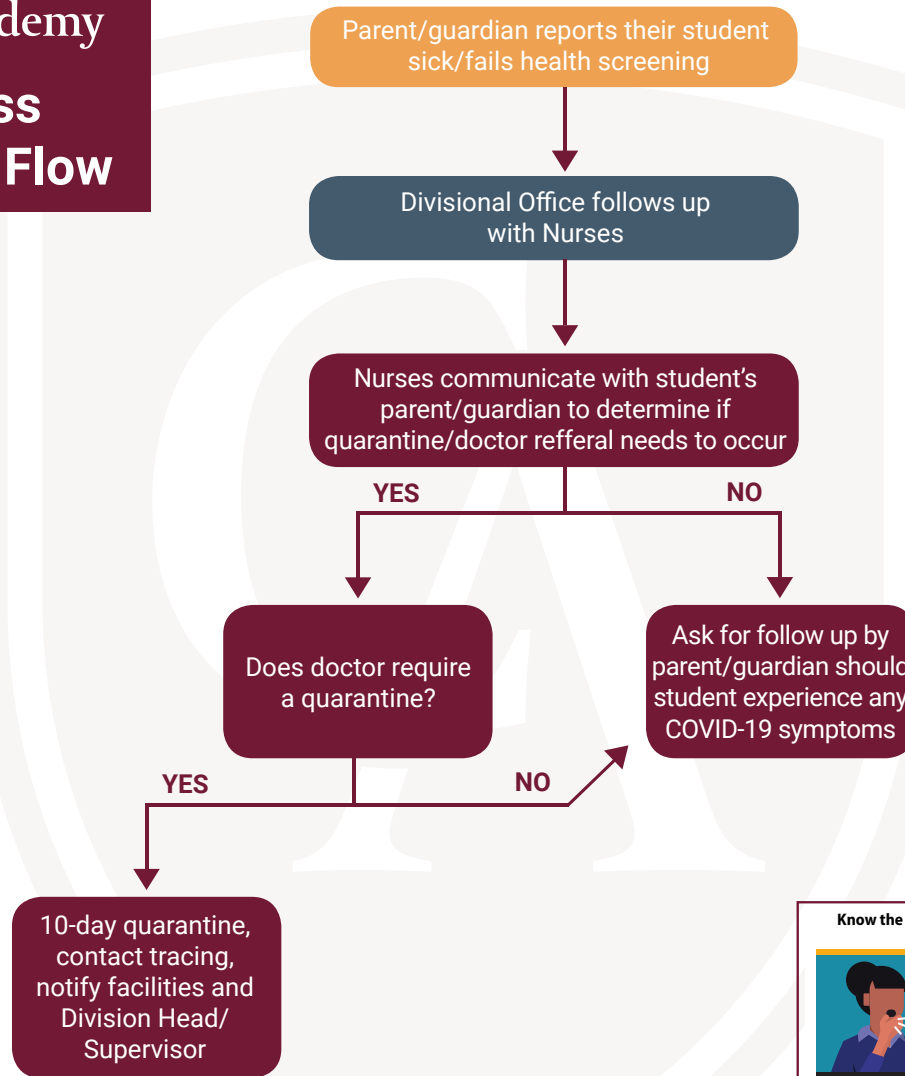 demy
ss
Flow
Parent/guardian reports their student
sick/fails health screening
Divisional Office follows up
with Nurses
Nurses communicate with student's
parent/guardian to determine if
quarantine/doctor refferal needs to occur
YES
NO
Does doctor require
a quarantine?
Ask for follow up by
parent/guardian should
student experience any
COVID-19 symptoms
YES
NO
10-day quarantine,
contact tracing,
notify facilities and
Division Head/
Supervisor
Know the